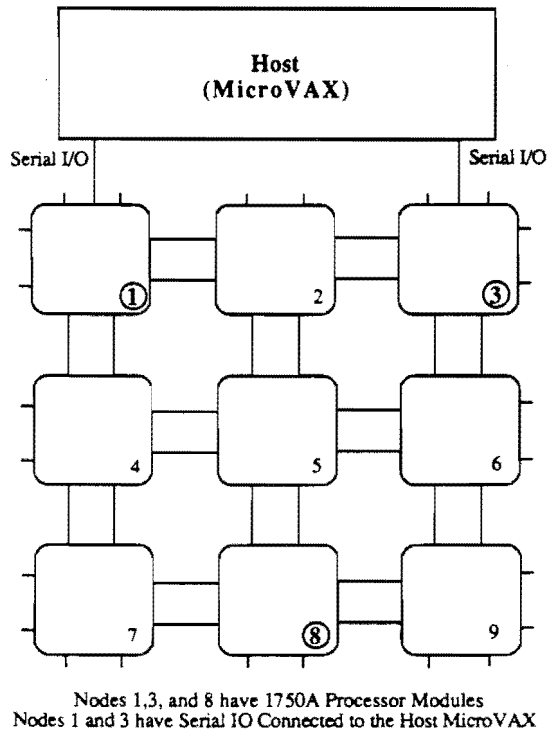 Host
(MicroVAX)
Serial I/O
Serial I/O
1
2
3
4
5
6
7
8
9
Nodes 1,3, and 8 have 1750A Processor Modules
Nodes 1 and 3 have Serial IO Connected to the Host MicroVAX